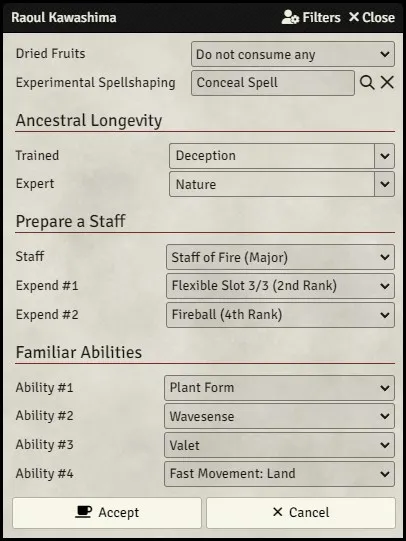 Raoul Kawashima Filters Close
Dried Fruits Do not consume any
Experimental Spellshaping Conceal Spell
Ancestral Longevity
Trained Deception
Expert Nature
Prepare a Staff
Staff Staff of Fire (Major)
Expend #1 Flexible Slot 3/3 (2nd Rank)
Expend #2 Fireball (4th Rank)
Familiar Abilities
Ability #1 Plant Form
Ability #2 Wavesense
Ability #3 Valet
Ability #4 Fast Movement: Land
Accept Cancel